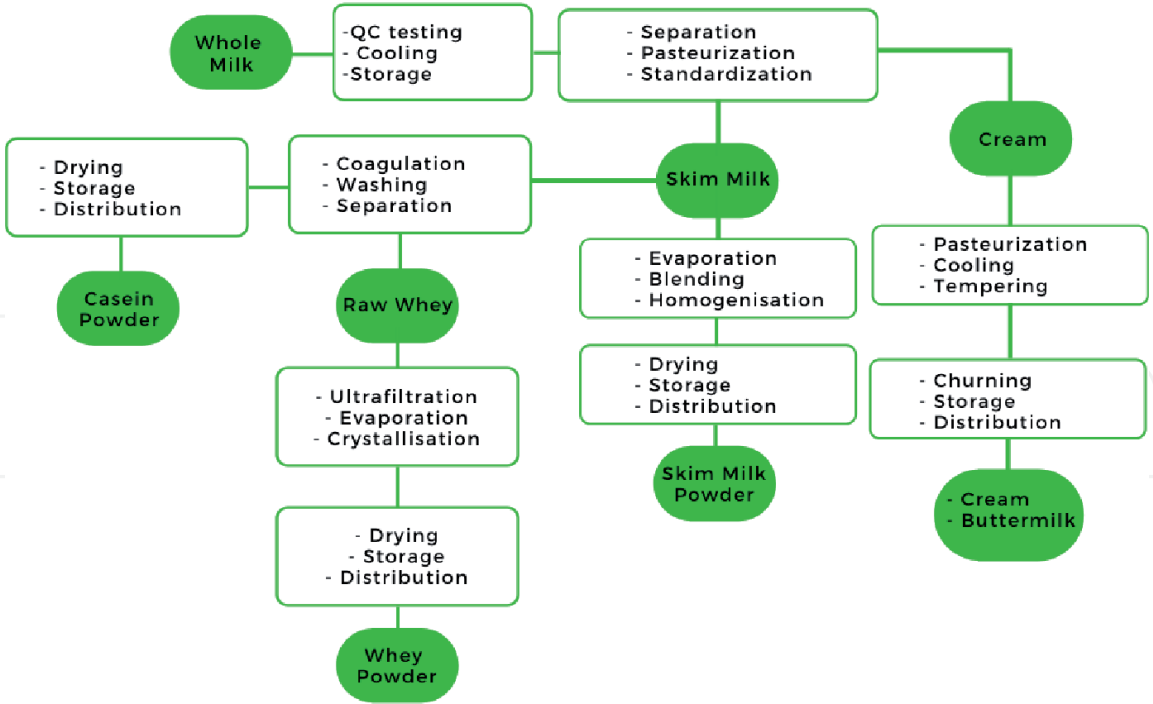 Whole
Milk
-QC testing
- Cooling
-Storage
- Separation
- Pasteurization
- Standardization
Cream
- Drying
- Storage
- Distribution
- Coagulation
- Washing
- Separation
Skim Milk
- Evaporation
- Blending
- Homogenisation
- Pasteurization
- Cooling
- Tempering
Casein
Powder
Raw Whey
- Drying
- Storage
- Distribution
- Churning
- Storage
- Distribution
- Ultrafiltration
- Evaporation
- Crystallisation
Skim Milk
Powder
- Cream
- Buttermilk
- Drying
- Storage
- Distribution
Whey
Powder